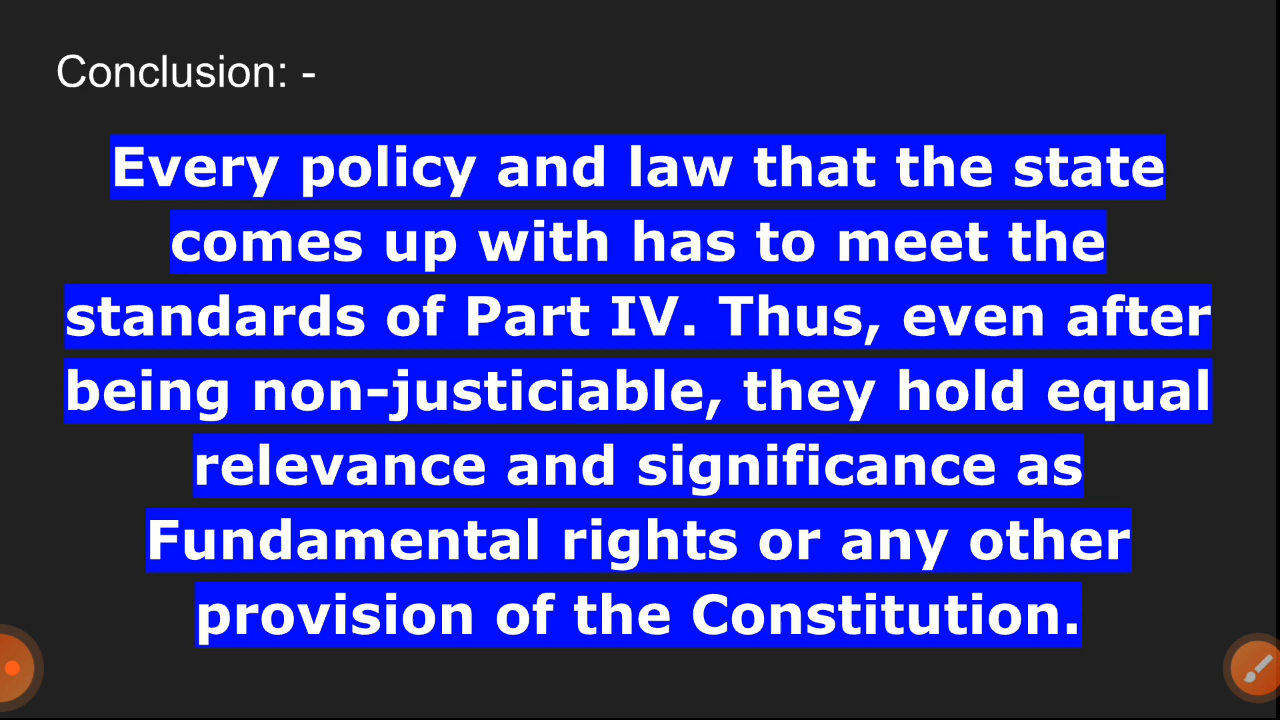 Conclusion: -
Every policy and law that the state
comes up with has to meet the
standards of Part IV. Thus, even after
being non-justiciable, they hold equal
relevance and significance as
Fundamental rights or any other
provision of the Constitution.